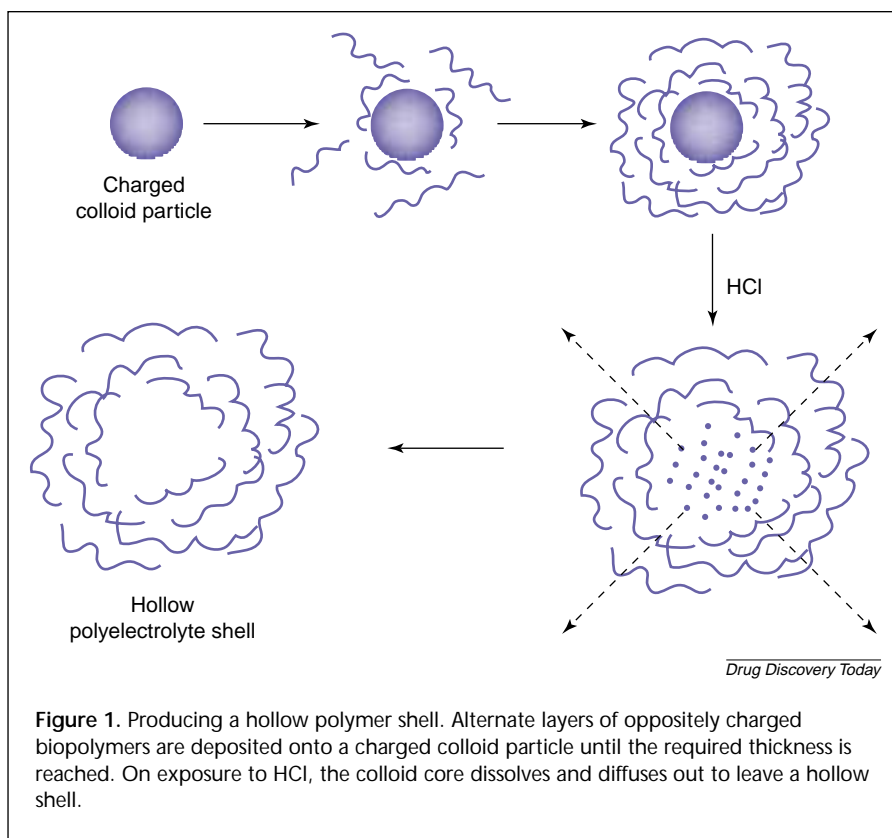 Charged
colloid particle
HCl
Hollow
polyelectrolyte shell
Drug Discovery Today
Figure 1. Producing a hollow polymer shell. Alternate layers of oppositely charged
biopolymers are deposited onto a charged colloid particle until the required thickness is
reached. On exposure to HCl, the colloid core dissolves and diffuses out to leave a hollow
shell.